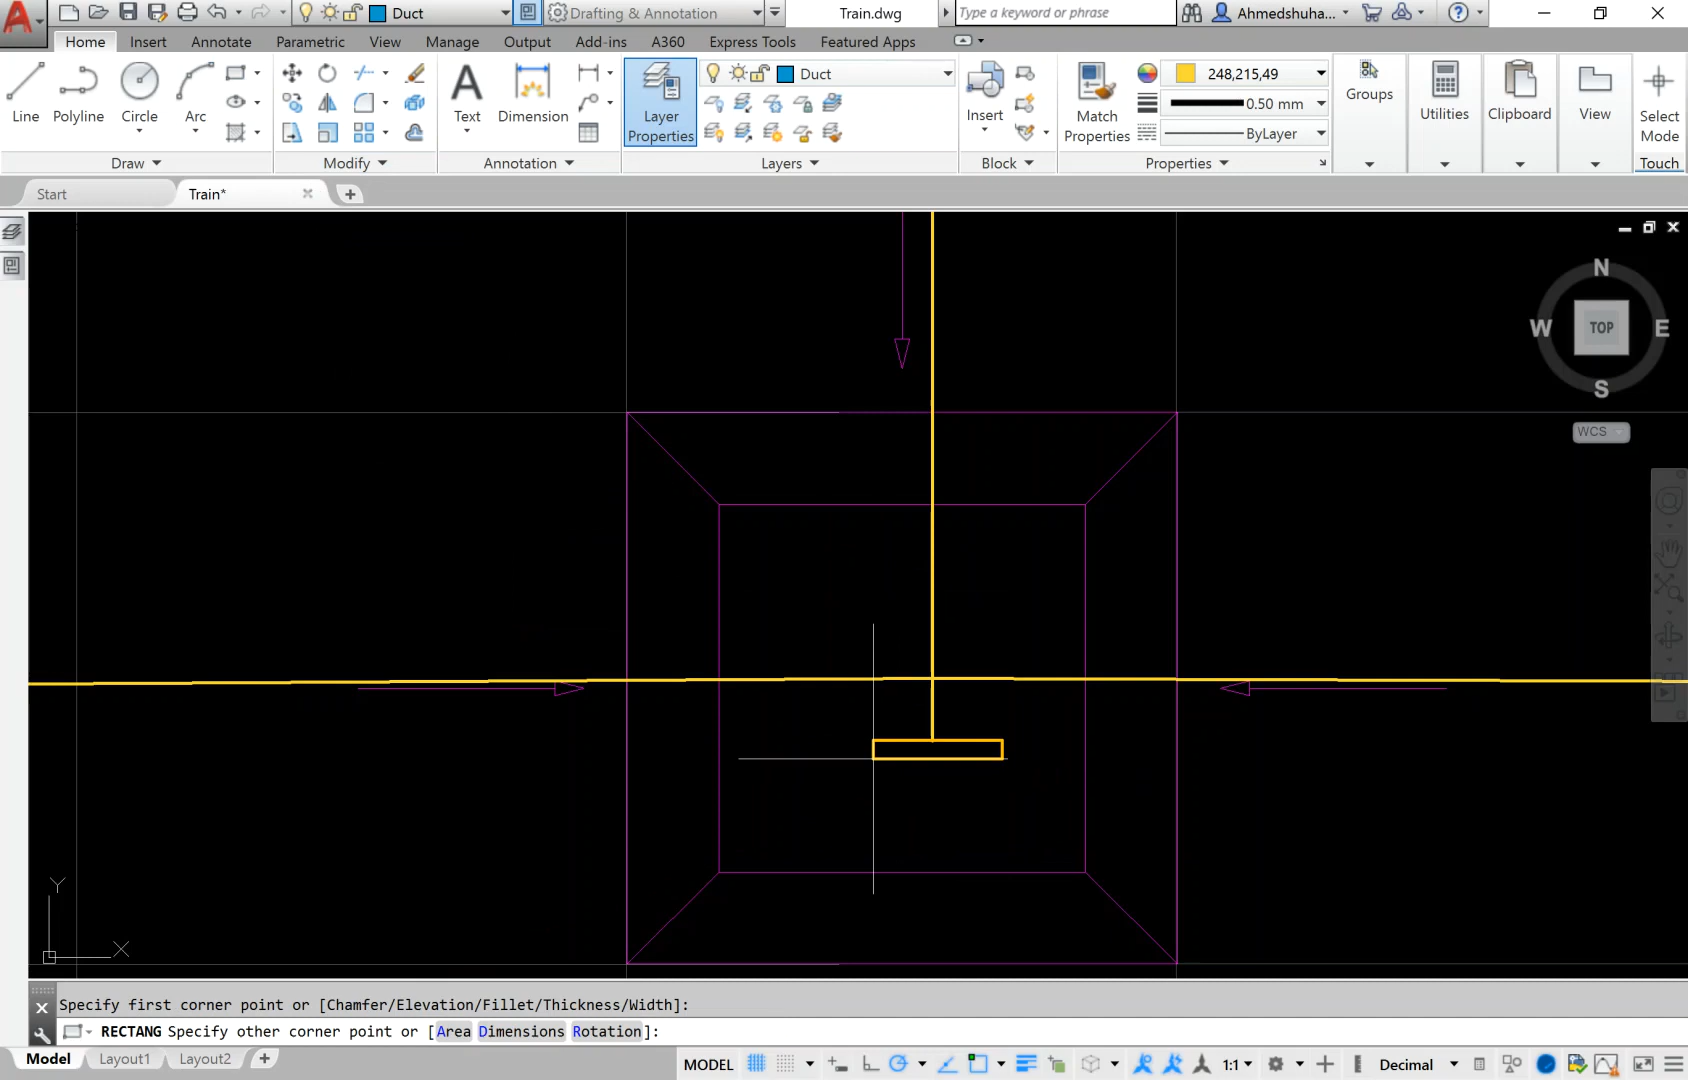 Duct
Drafting & Annotation
Train.dwg
Type a keyword or phrase
Ahmedshuha...
Home Insert Annotate Parametric View Manage Output Add-ins A360 Express Tools Featured Apps
Line Polyline Circle Arc
Draw
Modify
Text Dimension
Annotation
Layer Properties
Duct
Layers
Insert
Block
Match Properties
248,215,49
0.50 mm
ByLayer
Properties
Groups
Utilities
Clipboard
View
Select Mode
Touch
Start
Train*
N
W TOP E
S
WCS
Y
X
Specify first corner point or [Chamfer/Elevation/Fillet/Thickness/Width]:
RECTANG Specify other corner point or [Area Dimensions Rotation]:
Model Layout1 Layout2
MODEL 1:1 Decimal